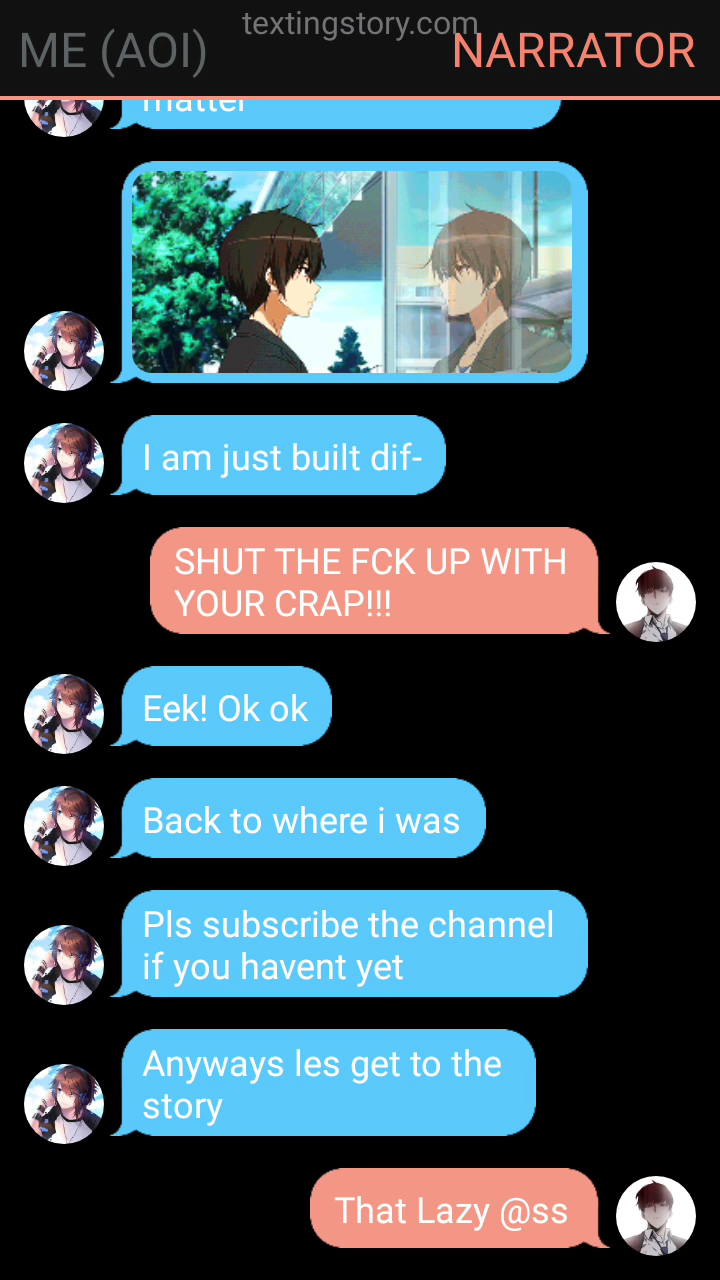 textingstory.com
ME (AOI)
NARRATOR
matter
I am just built dif-
SHUT THE FCK UP WITH
YOUR CRAP!!!
Eek! Ok ok
Back to where i was
Pls subscribe the channel
if you havent yet
Anyways les get to the
story
That Lazy @ss